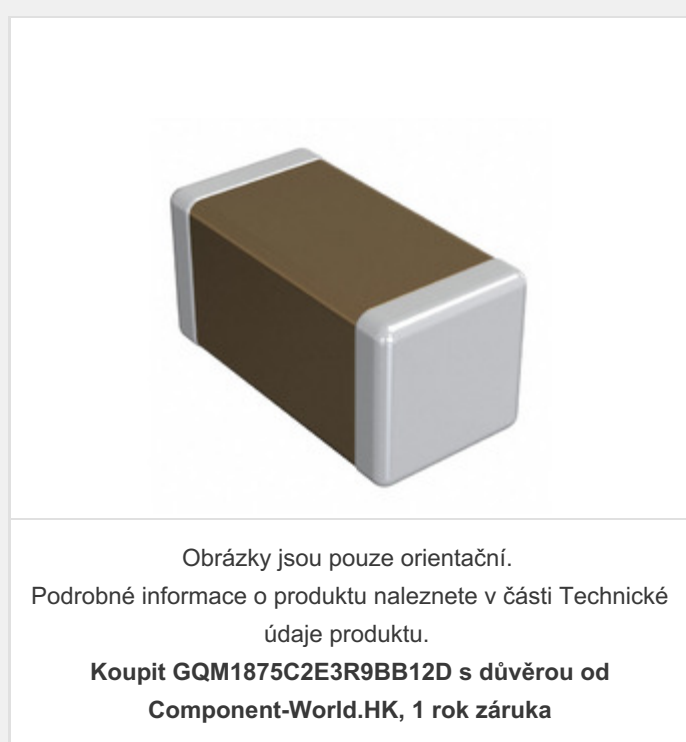 Obrázky jsou pouze orientační.
Podrobné informace o produktu naleznete v části Technické
údaje produktu.
Koupit GQM1875C2E3R9BB12D s důvěrou od
Component-World.HK, 1 rok záruka